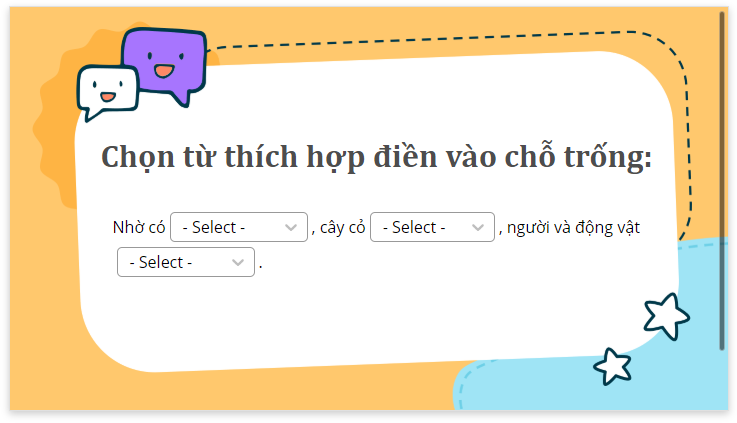 Chọn từ thích hợp điền vào chỗ trống:
Nhờ có - Select - , cây cỏ - Select - , người và động vật
- Select - .